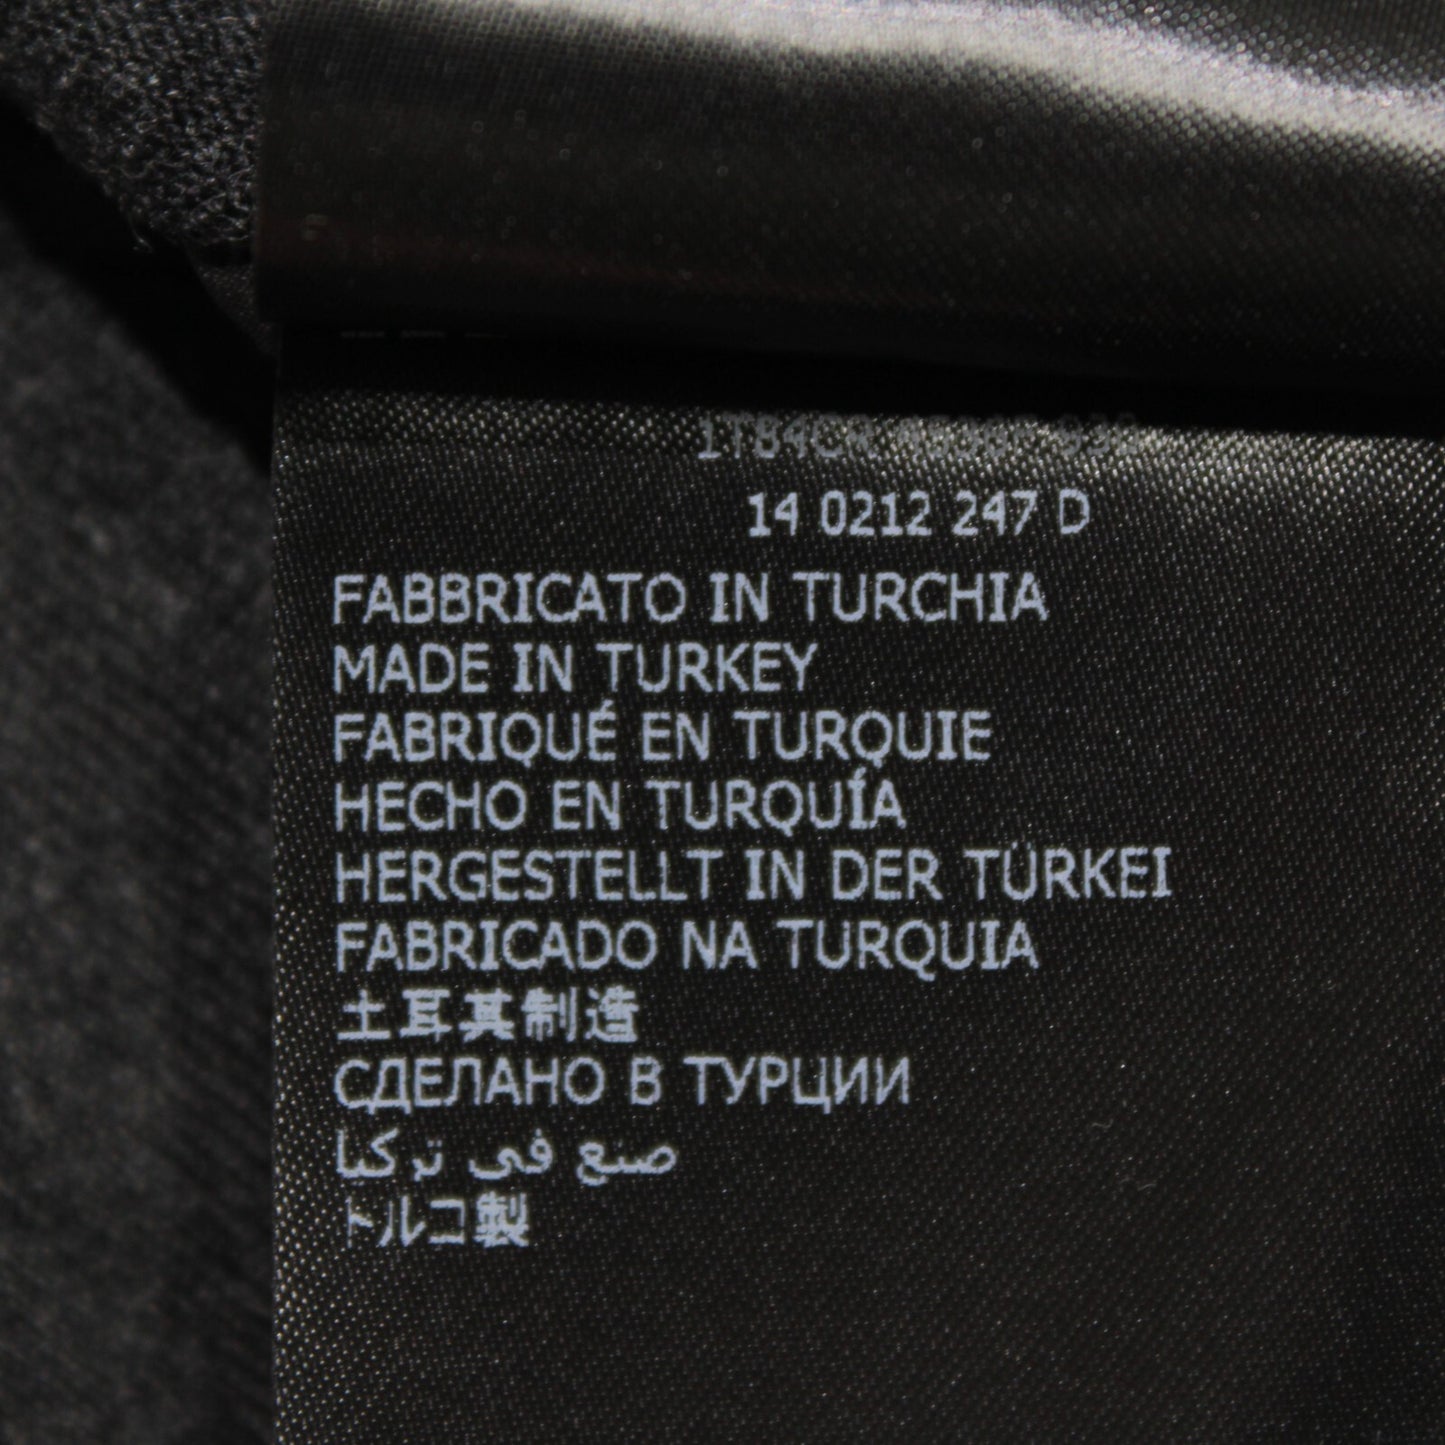 14 0212 247 D
FABBRICATO IN TURCHIA
MADE IN TURKEY
FABRIQUÉ EN TURQUIE
HECHO EN TURQUÍA
HERGESTELLT IN DER TÜRKEI
FABRICADO NA TURQUIA
土耳其制造
СДЕЛАНО В ТУРЦИИ
صنع في تركيا
トルコ製